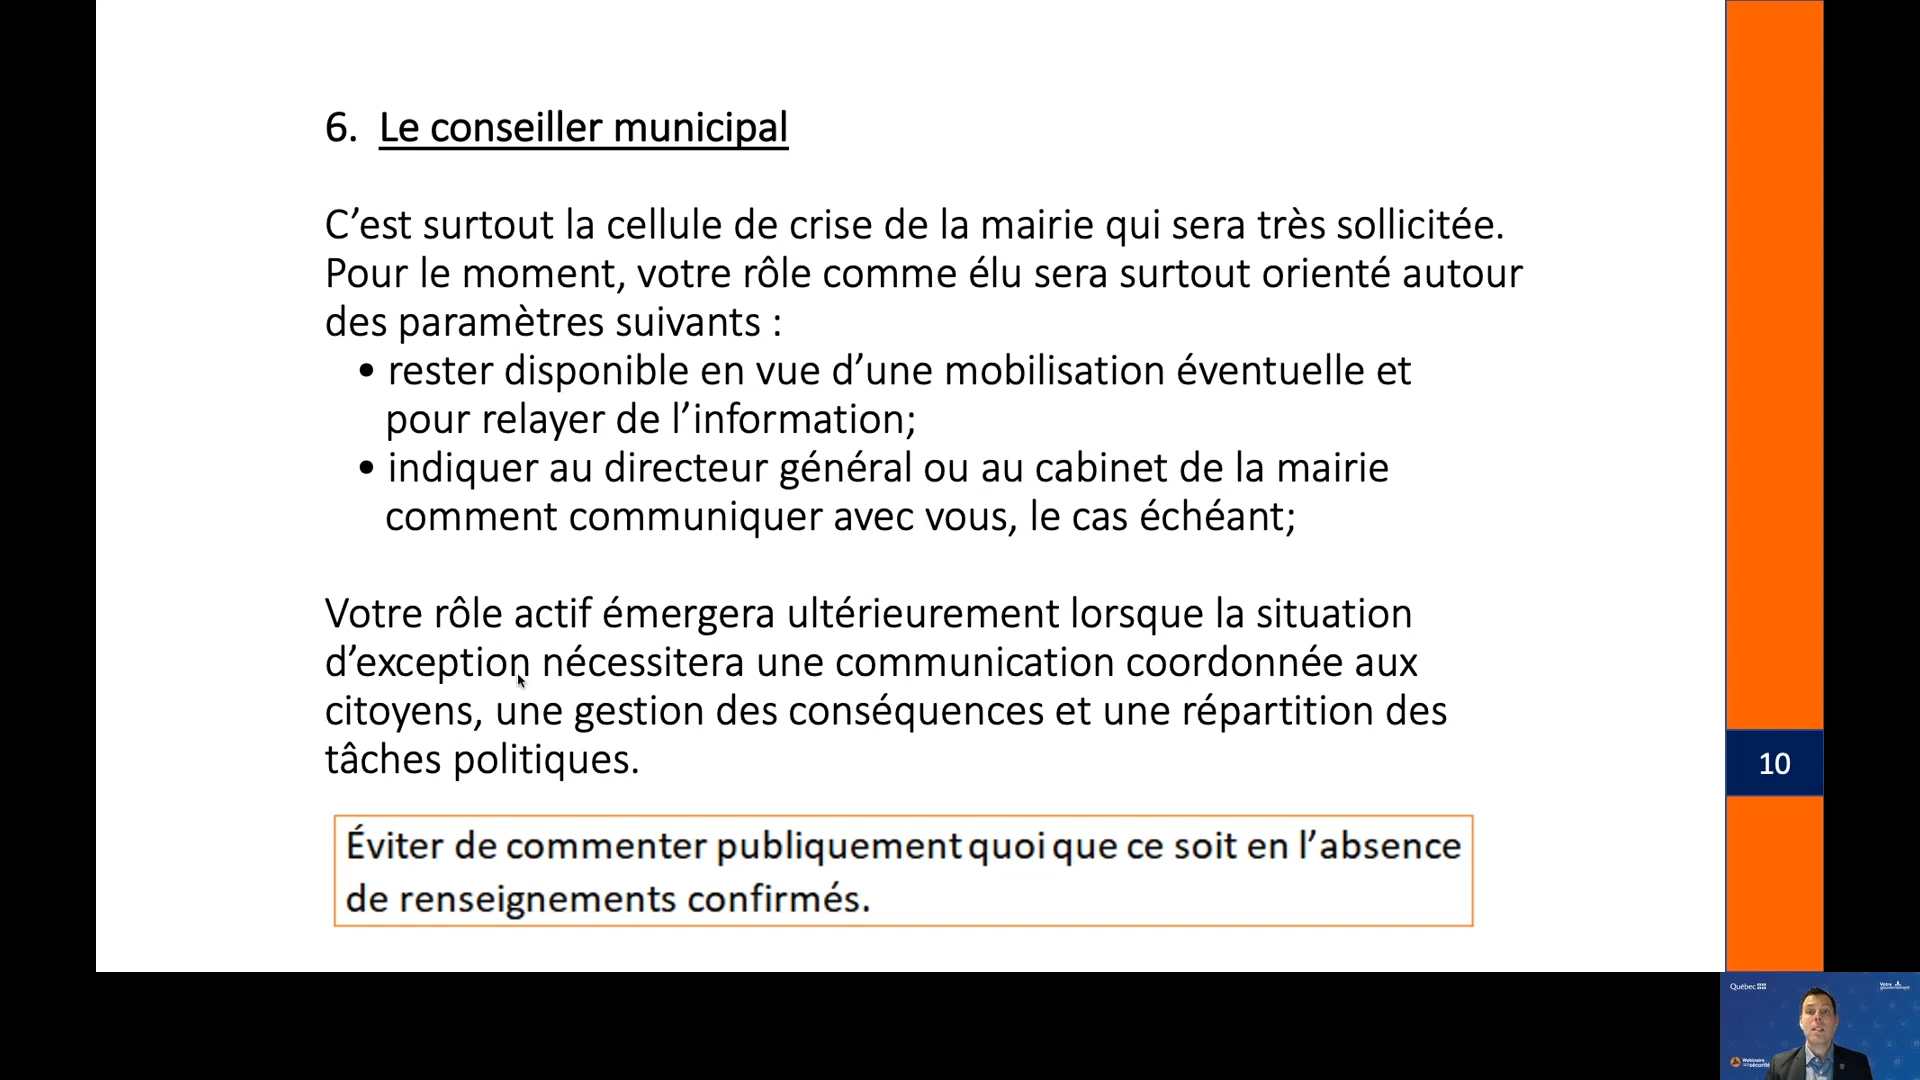 6. Le conseiller municipal
C’est surtout la cellule de crise de la mairie qui sera très sollicitée.
Pour le moment, votre rôle comme élu sera surtout orienté autour
des paramètres suivants :
• rester disponible en vue d’une mobilisation éventuelle et
pour relayer de l’information;
• indiquer au directeur général ou au cabinet de la mairie
comment communiquer avec vous, le cas échéant;
Votre rôle actif émergera ultérieurement lorsque la situation
d’exception nécessitera une communication coordonnée aux
citoyens, une gestion des conséquences et une répartition des
tâches politiques.
10
Éviter de commenter publiquement quoi que ce soit en l’absence
de renseignements confirmés.
Québec
Votre
gouvernement
Webinaire
sécurité